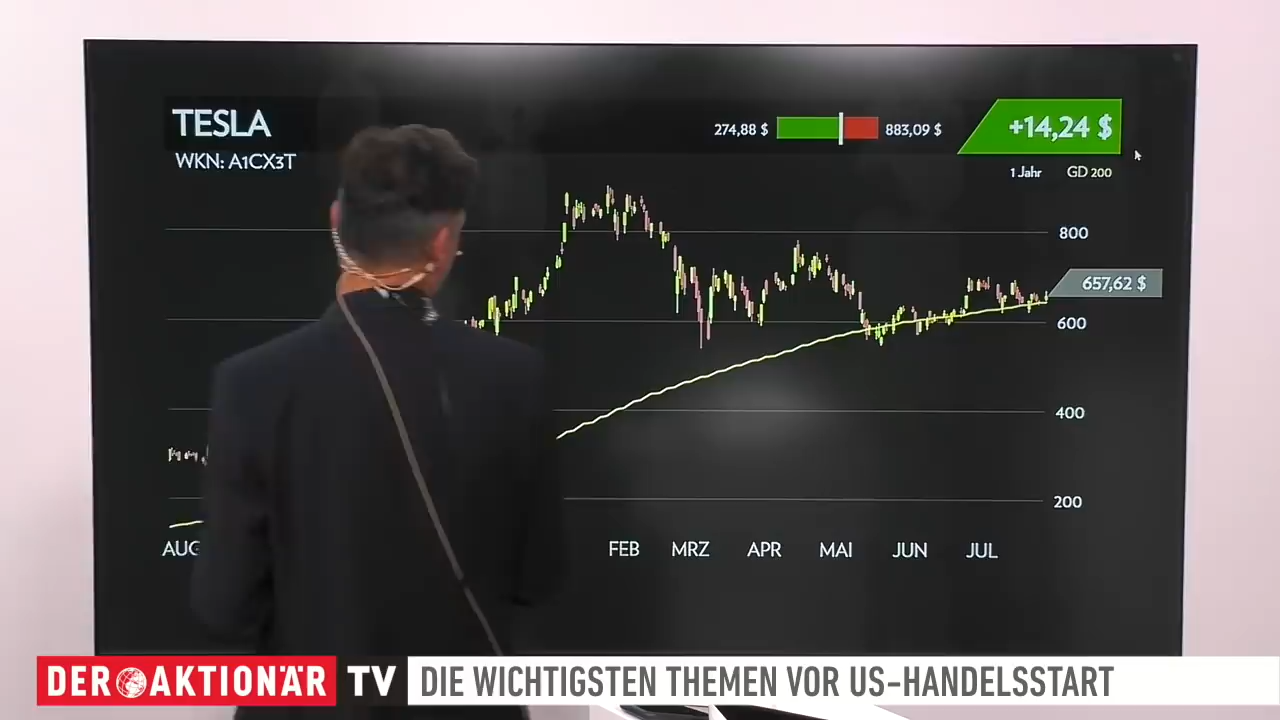 TESLA
WKN: A1CX3T
274,88 $ 883,09 $
+14,24 $
1 Jahr GD 200
800
657,62 $
600
400
200
AUG FEB MRZ APR MAI JUN JUL
DER AKTIONÄR TV DIE WICHTIGSTEN THEMEN VOR US-HANDELSSTART